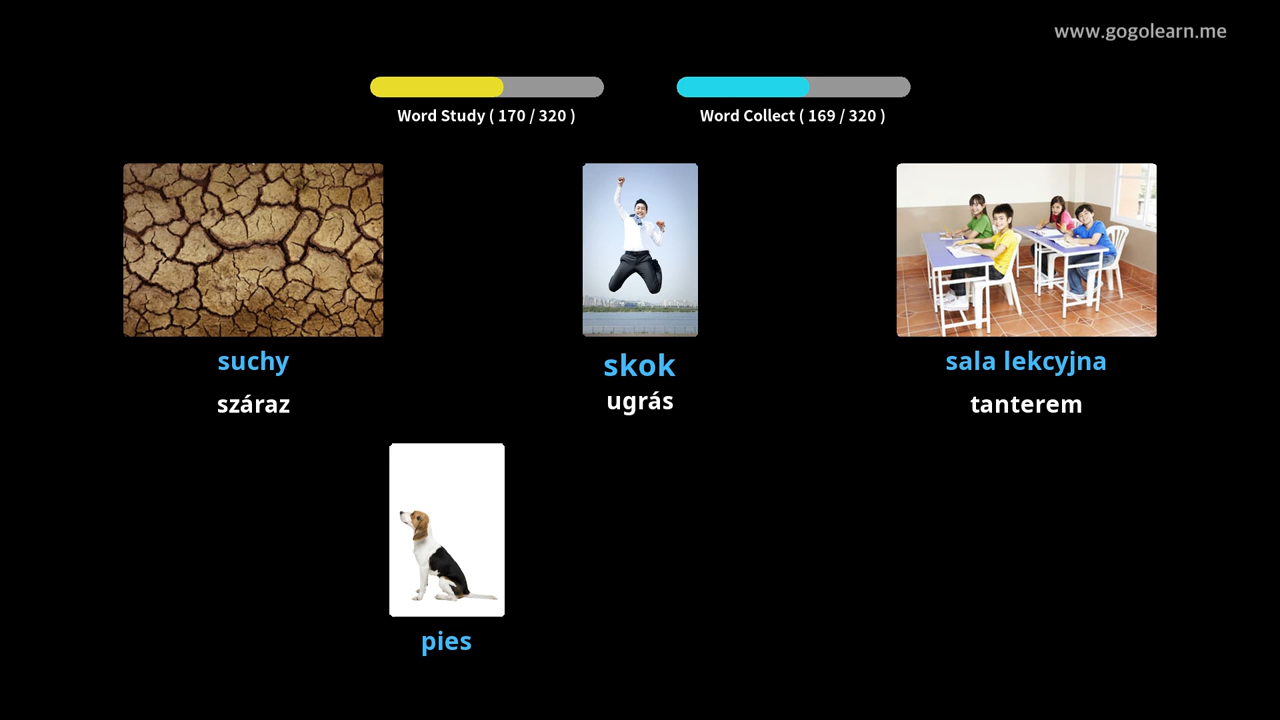 www.gogolearn.me
Word Study ( 170 / 320 )
Word Collect ( 169 / 320 )
suchy
skok
sala lekcyjna
száraz
ugrás
tanterem
pies